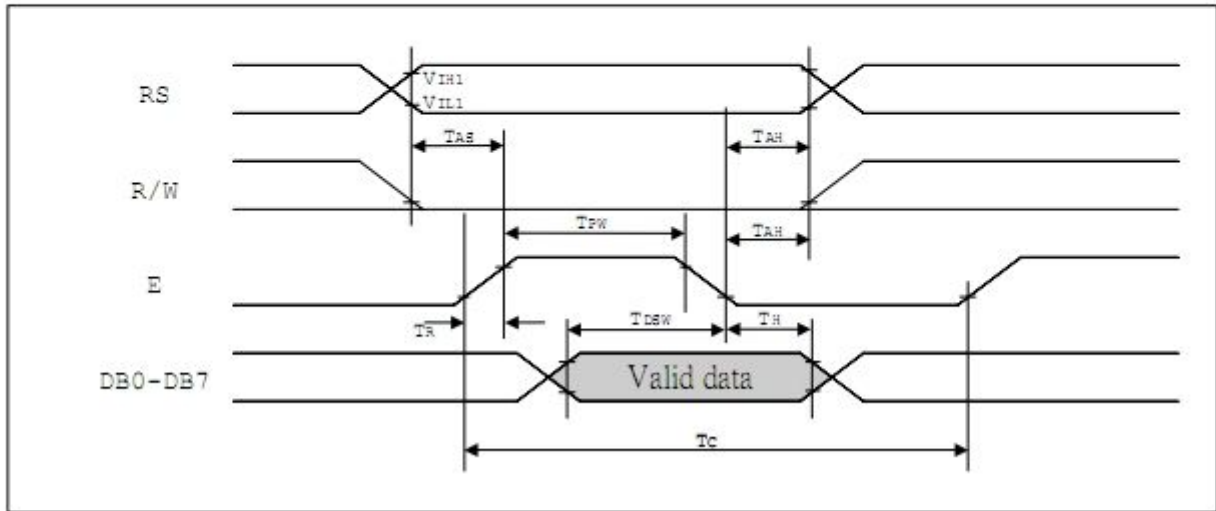 RS
VIH1
VIL1
TAS
TAH
R/W
TPW
TAH
E
TR
TDSW
TH
DB0-DB7
Valid data
TC